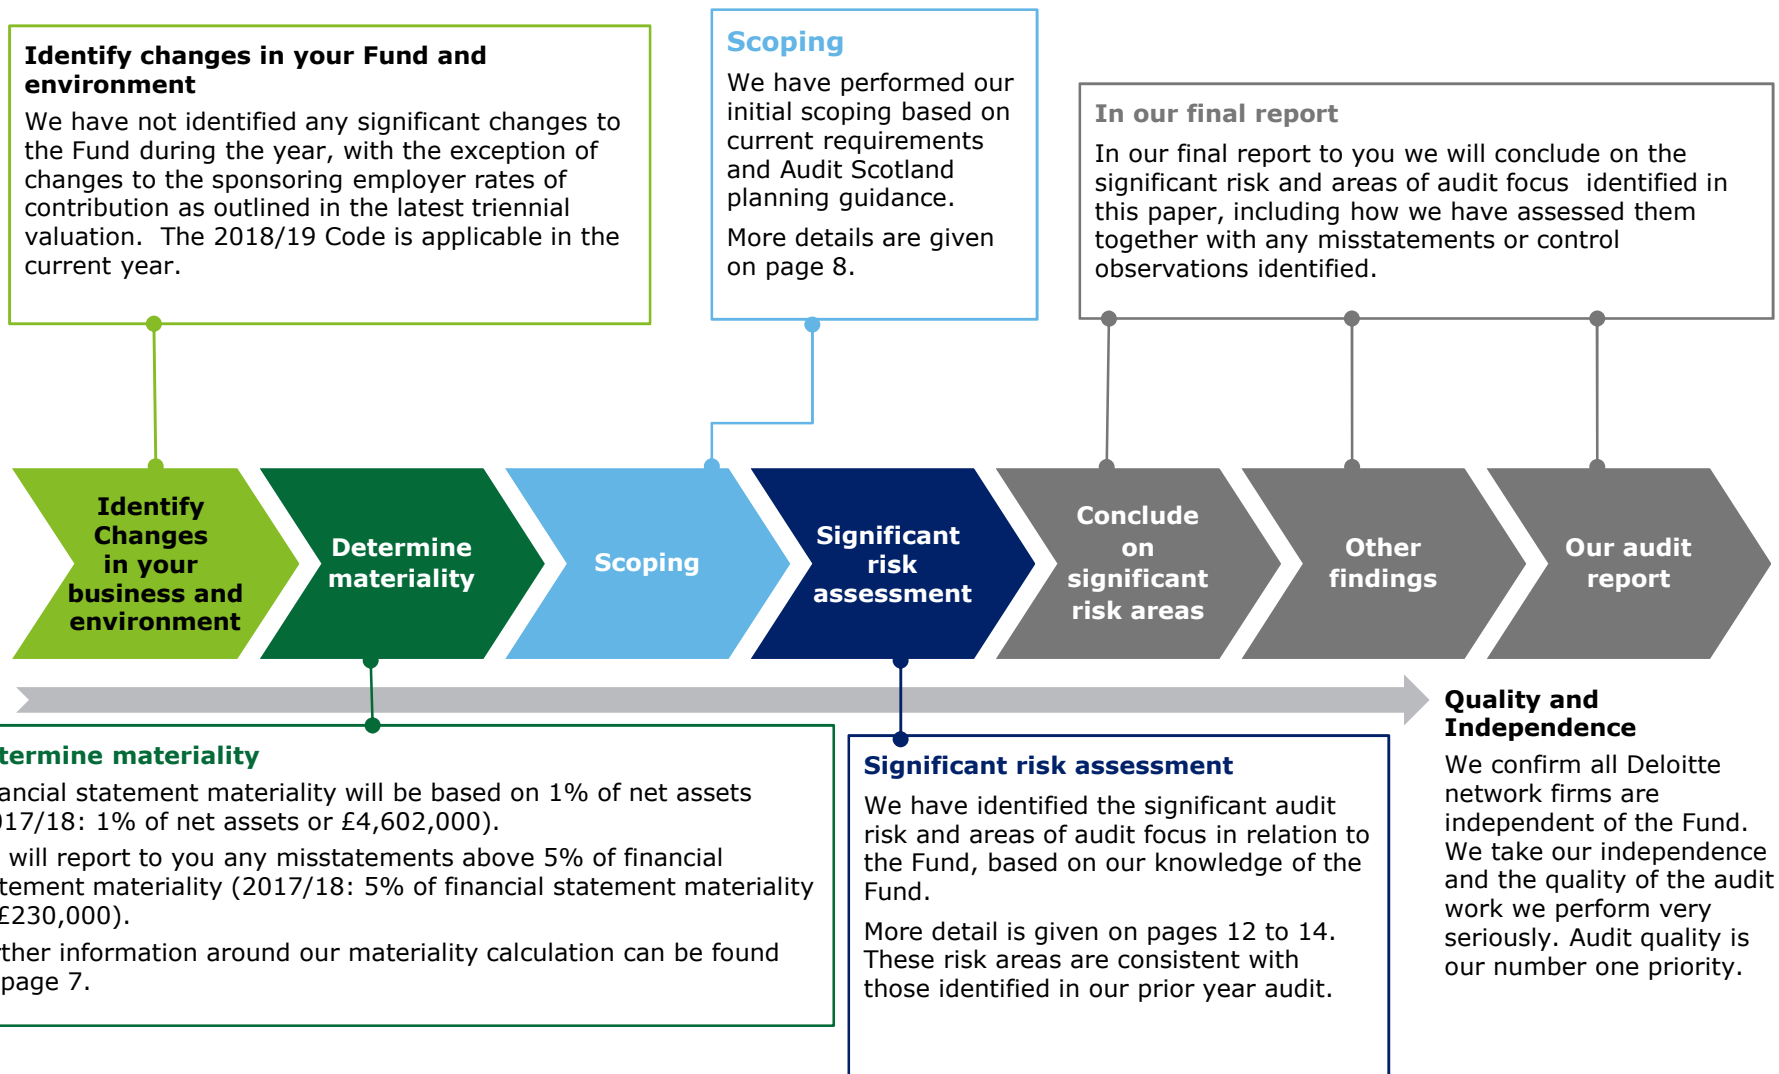 Identify changes in your Fund and
environment
We have not identified any significant changes to
the Fund during the year, with the exception of
changes to the sponsoring employer rates of
contribution as outlined in the latest triennial
valuation.  The 2018/19 Code is applicable in the
current year.
Scoping
We have performed our
initial scoping based on
current requirements
and Audit Scotland
planning guidance.
More details are given
on page 8.
In our final report
In our final report to you we will conclude on the
significant risk and areas of audit focus  identified in
this paper, including how we have assessed them
together with any misstatements or control
observations identified.
Identify
Changes
in your
business and
environment
Determine
materiality
Scoping
Significant
risk
assessment
Conclude
on
significant
risk areas
Other
findings
Our audit
report
termine materiality
ancial statement materiality will be based on 1% of net assets
017/18: 1% of net assets or £4,602,000).
will report to you any misstatements above 5% of financial
tement materiality (2017/18: 5% of financial statement materiality
£230,000).
rther information around our materiality calculation can be found
page 7.
Significant risk assessment
We have identified the significant audit
risk and areas of audit focus in relation to
the Fund, based on our knowledge of the
Fund.
More detail is given on pages 12 to 14.
These risk areas are consistent with
those identified in our prior year audit.
Quality and
Independence
We confirm all Deloitte
network firms are
independent of the Fund.
We take our independence
and the quality of the audit
work we perform very
seriously. Audit quality is
our number one priority.